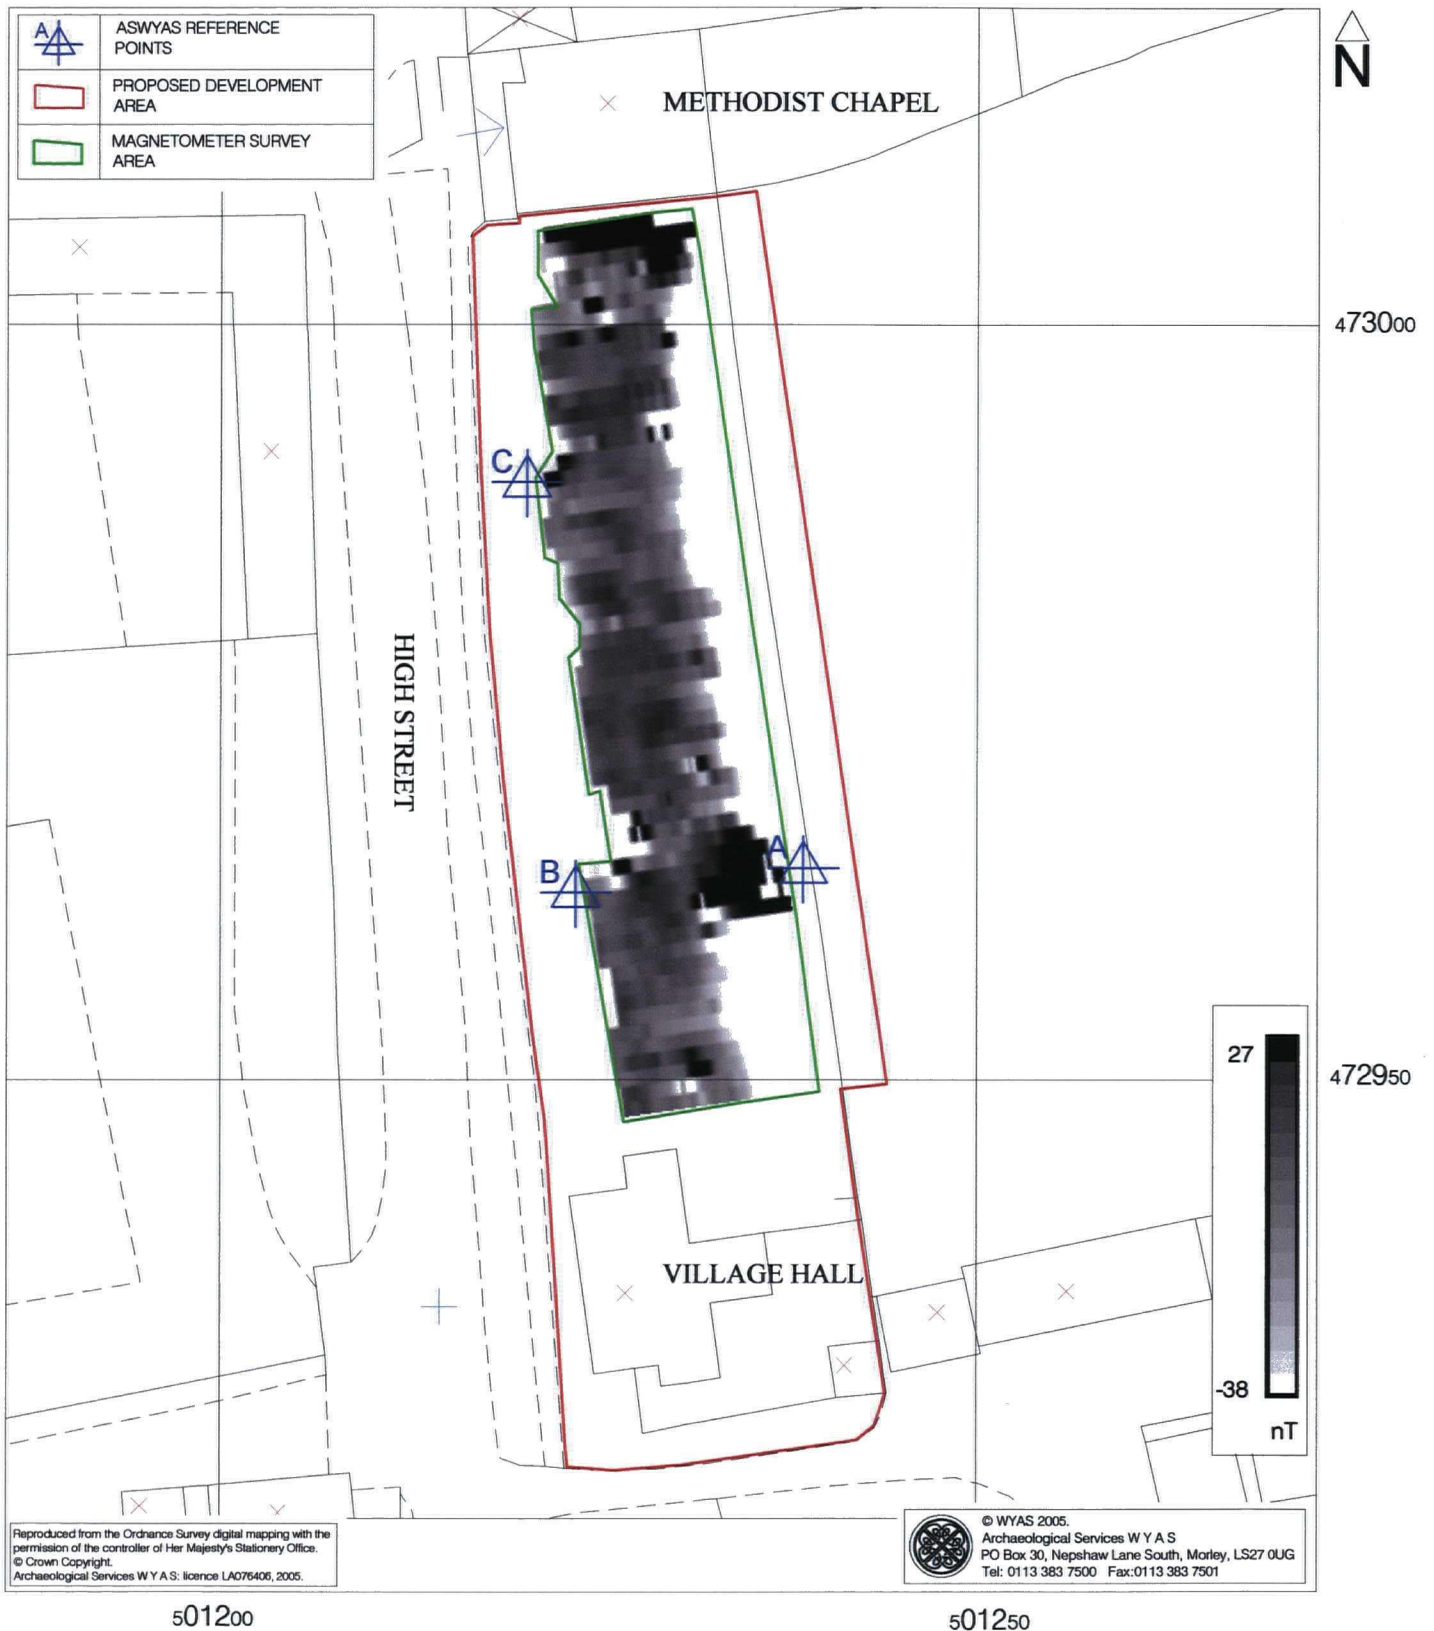 A
ASWYAS REFERENCE
POINTS
PROPOSED DEVELOPMENT
AREA
MAGNETOMETER SURVEY
AREA
N
METHODIST CHAPEL
473000
C
HIGH STREET
A
B
472950
27
-38
nT
VILLAGE HALL
Reproduced from the Ordnance Survey digital mapping with the
permission of the controller of Her Majesty's Stationery Office.
© Crown Copyright.
Archaeological Services W Y A S: licence LA076406, 2005.
© WYAS 2005.
Archaeological Services W Y A S
PO Box 30, Nepshaw Lane South, Morley, LS27 0UG
Tel: 0113 383 7500 Fax:0113 383 7501
501200
501250